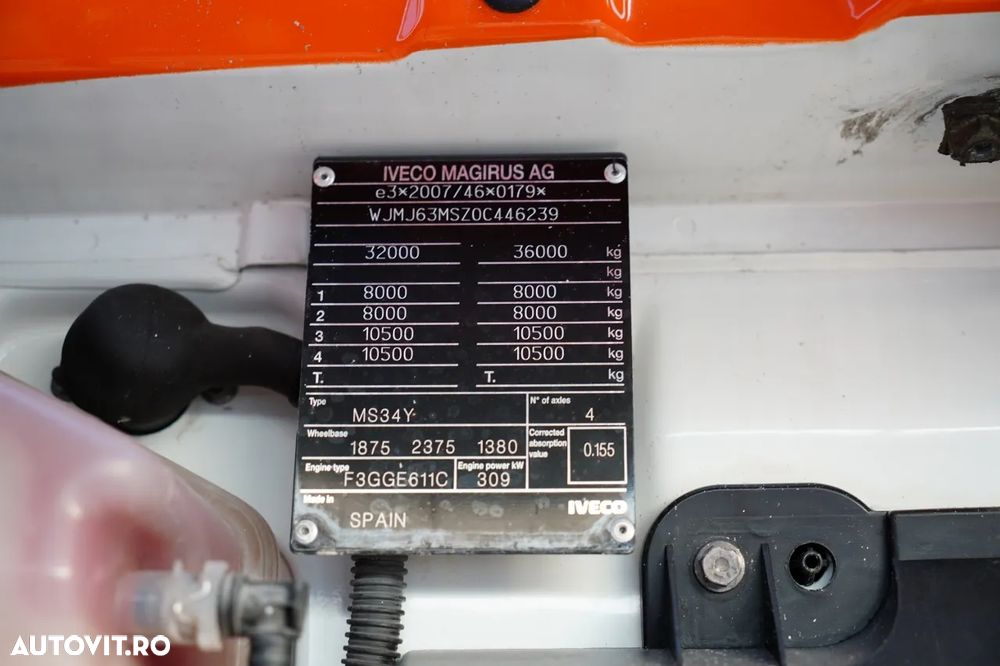 IVECO MAGIRUS AG
e3*2007/46*0179*
WJMJ63MSZ0C446239
32000 36000 kg
kg
1 8000 8000 kg
2 8000 8000 kg
3 10500 10500 kg
4 10500 10500 kg
T. T. kg
Type MS34Y N° of axles 4
Wheelbase 1875 2375 1380 Corrected absorption value 0.155
Engine type F3GGE611C Engine power kW 309
Made in SPAIN IVECO
AUTOVIT.RO